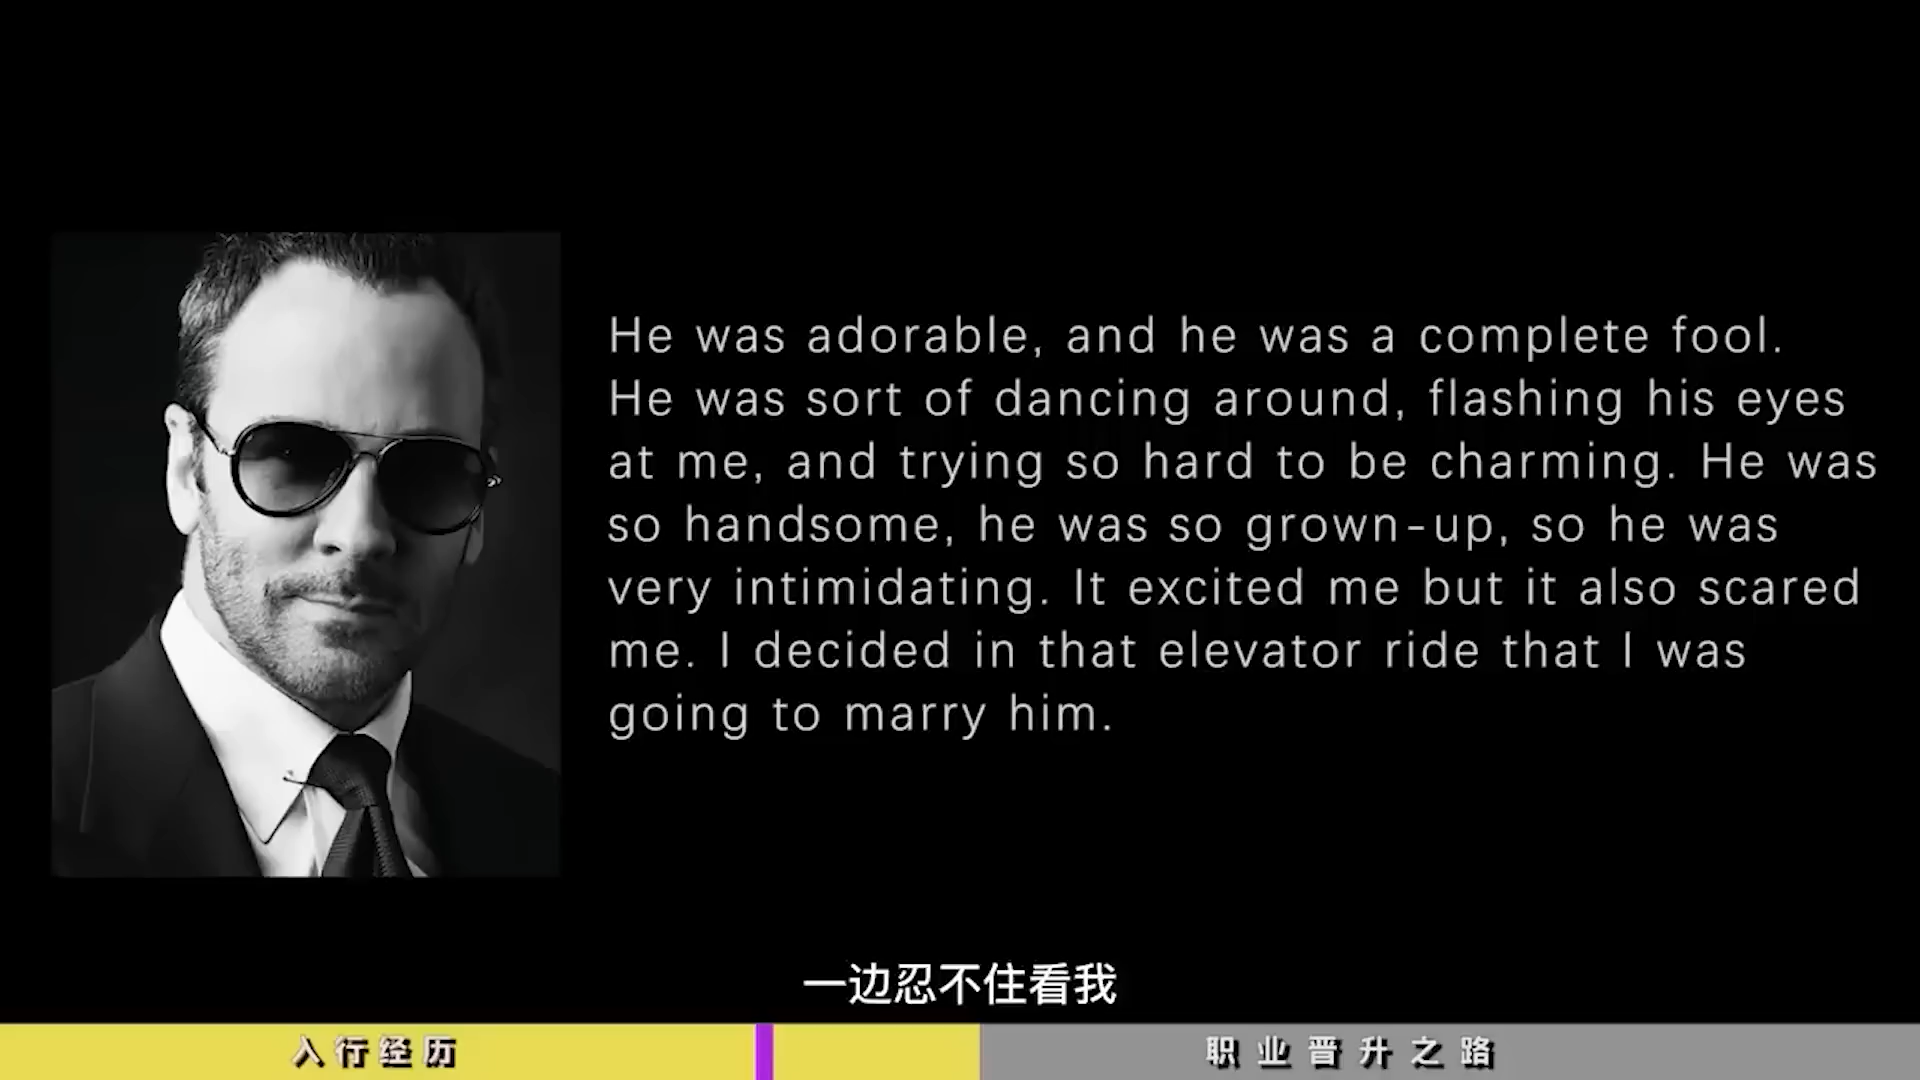 He was adorable, and he was a complete fool.
He was sort of dancing around, flashing his eyes
at me, and trying so hard to be charming. He was
so handsome, he was so grown-up, so he was
very intimidating. It excited me but it also scared
me. I decided in that elevator ride that I was
going to marry him.
一边忍不住看我
入行经历
职业晋升之路